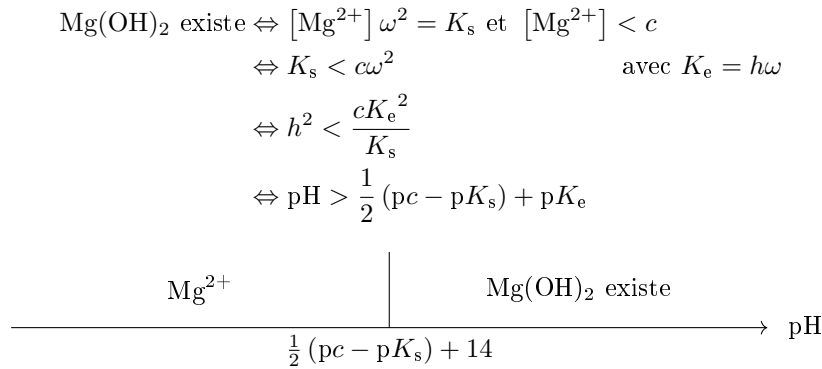 Mg(OH)₂ existe ⇔ [Mg²⁺] ω² = Kₛ et [Mg²⁺] < c
⇔ Kₛ < cω² avec Kₑ = hω
⇔ h² < cKₑ²/Kₛ
⇔ pH > 1/2 (pc − pKₛ) + pKₑ
Mg²⁺ Mg(OH)₂ existe
pH
1/2 (pc − pKₛ) + 14